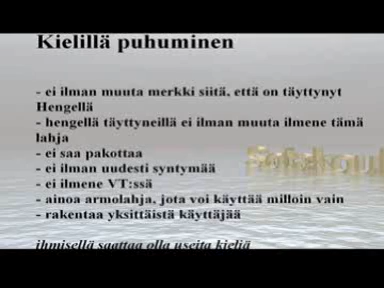 Kielillä puhuminen
- ei ilman muuta merkki siitä, että on täyttynyt
Hengellä
- hengellä täyttyneillä ei ilman muuta ilmene tämä
lahja
- ei saa pakottaa
- ei ilman uudesti syntymää
- ei ilmene VT:ssä
- ainoa armolahja, jota voi käyttää milloin vain
- rakentaa yksittäistä käyttäjää
ihmisellä saattaa olla useita kieliä